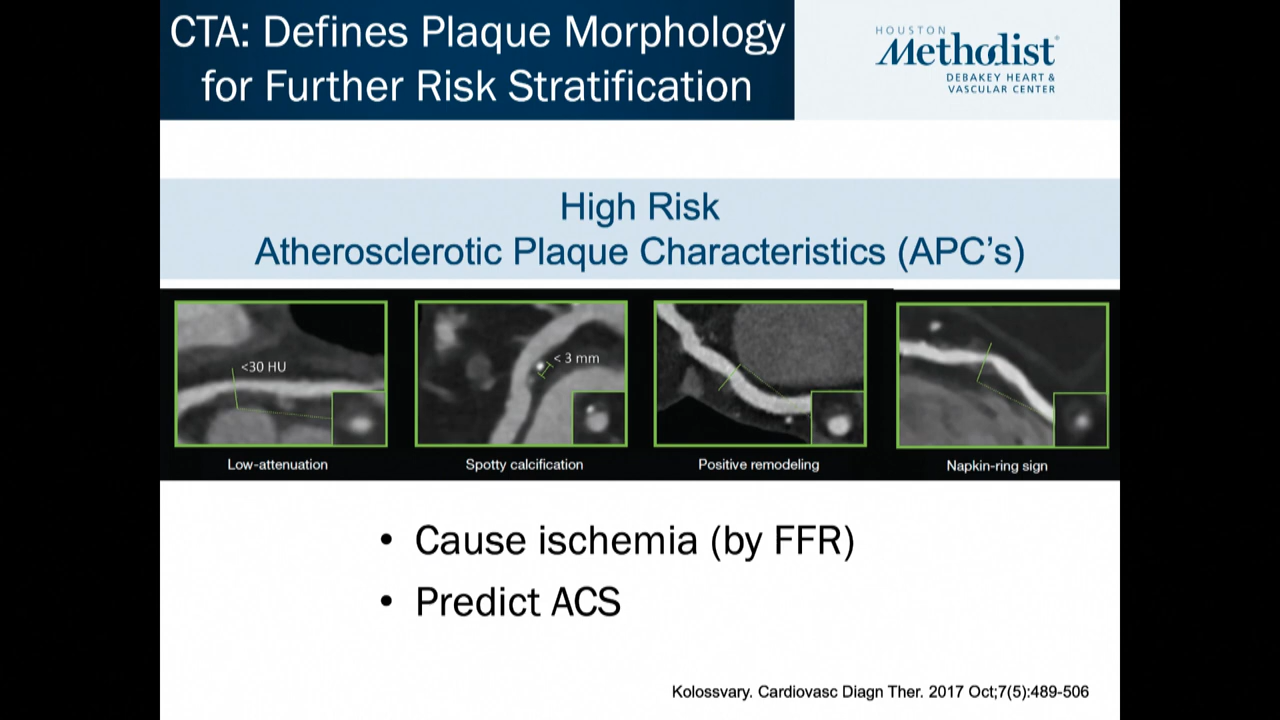 CTA: Defines Plaque Morphology
for Further Risk Stratification
HOUSTON
Methodist®
DEBAKEY HEART &
VASCULAR CENTER
High Risk
Atherosclerotic Plaque Characteristics (APC's)
<30 HU
< 3 mm
Low-attenuation
Spotty calcification
Positive remodeling
Napkin-ring sign
• Cause ischemia (by FFR)
• Predict ACS
Kolossvary. Cardiovasc Diagn Ther. 2017 Oct;7(5):489-506